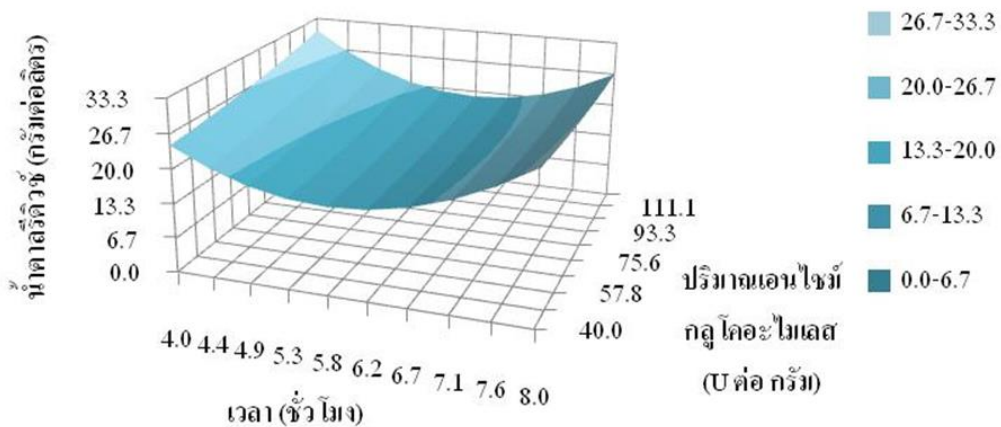 น้ำตาลรีดิวซ์ (กรัมต่อลิตร)
33.3
26.7
20.0
13.3
6.7
0.0
4.0 4.4 4.9 5.3 5.8 6.2 6.7 7.1 7.6 8.0
เวลา (ชั่วโมง)
111.1
93.3
75.6
57.8
40.0
ปริมาณเอนไซม์
กลูโคอะไมเลส
(U ต่อ กรัม)
26.7-33.3
20.0-26.7
13.3-20.0
6.7-13.3
0.0-6.7